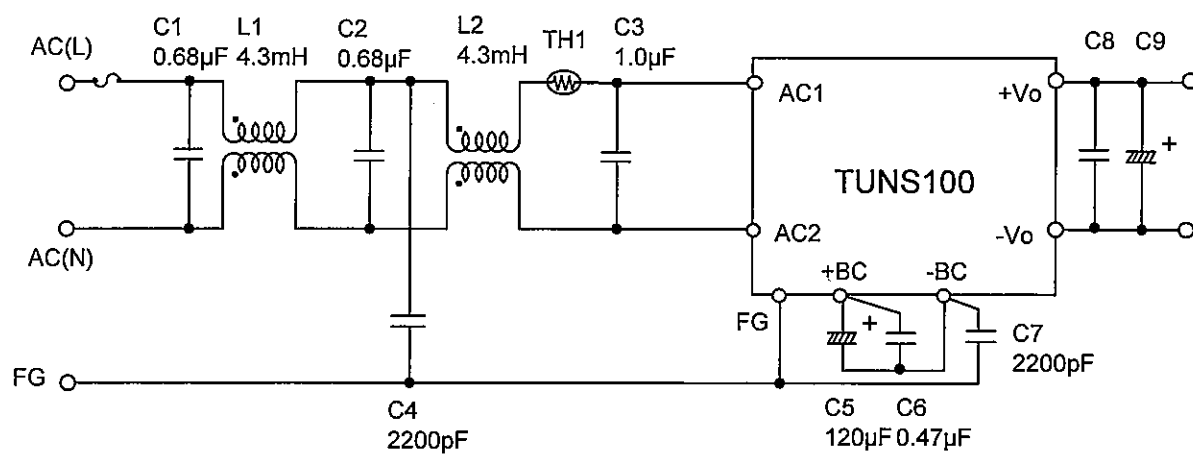 AC(L)
C1
0.68μF
L1
4.3mH
C2
0.68μF
L2
4.3mH
TH1
C3
1.0μF
C8
C9
AC1
+Vo
+
TUNS100
AC(N)
AC2
-Vo
+BC
-BC
FG
+
C7
2200pF
FG
C4
2200pF
C5
120μF
C6
0.47μF